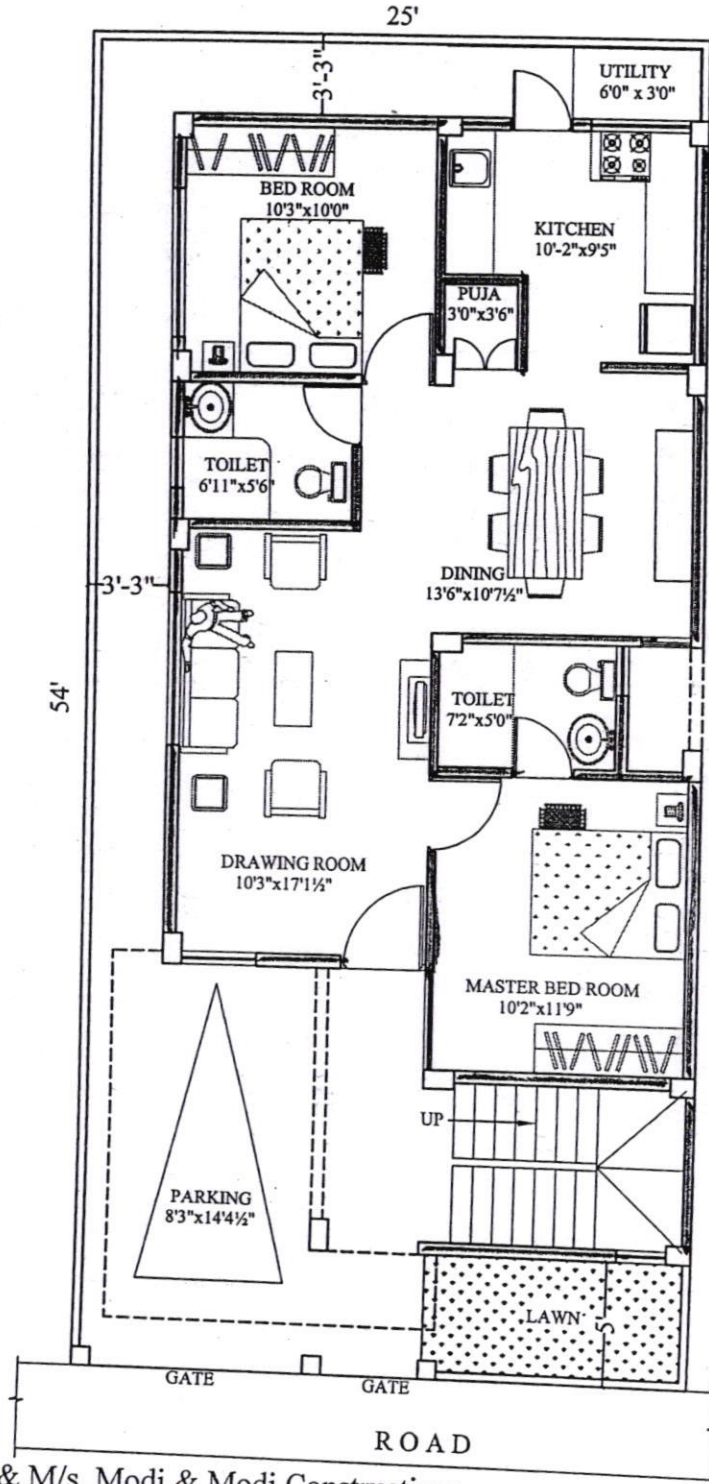 25'
3'-3"
UTILITY
6'0" x 3'0"
BED ROOM
10'3"x10'0"
KITCHEN
10'-2"x9'5"
PUJA
3'0"x3'6"
TOILET
6'11"x5'6"
DINING
13'6"x10'7½"
3'-3"
54'
TOILET
7'2"x5'0"
DRAWING ROOM
10'3"x17'1½"
MASTER BED ROOM
10'2"x11'9"
UP
PARKING
8'3"x14'4½"
LAWN
5'
GATE
GATE
ROAD
& M/s. Modi & Modi Constructions